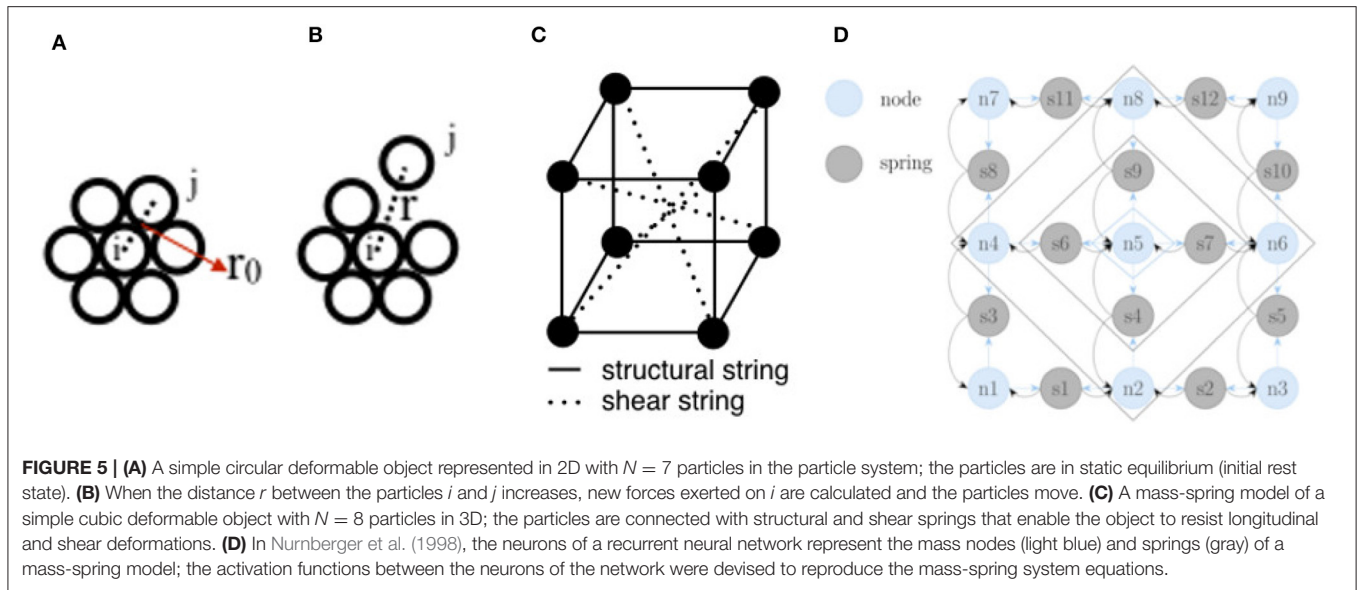 A
B
C
D
j
i
r0
j
r
i
structural string
shear string
node
spring
n7 s11 n8 s12 n9
s8 s9 s10
n4 s6 n5 s7 n6
s3 s4 s5
n1 s1 n2 s2 n3
FIGURE 5 | (A) A simple circular deformable object represented in 2D with N = 7 particles in the particle system; the particles are in static equilibrium (initial rest
state). (B) When the distance r between the particles i and j increases, new forces exerted on i are calculated and the particles move. (C) A mass-spring model of a
simple cubic deformable object with N = 8 particles in 3D; the particles are connected with structural and shear springs that enable the object to resist longitudinal
and shear deformations. (D) In Nurnberger et al. (1998), the neurons of a recurrent neural network represent the mass nodes (light blue) and springs (gray) of a
mass-spring model; the activation functions between the neurons of the network were devised to reproduce the mass-spring system equations.